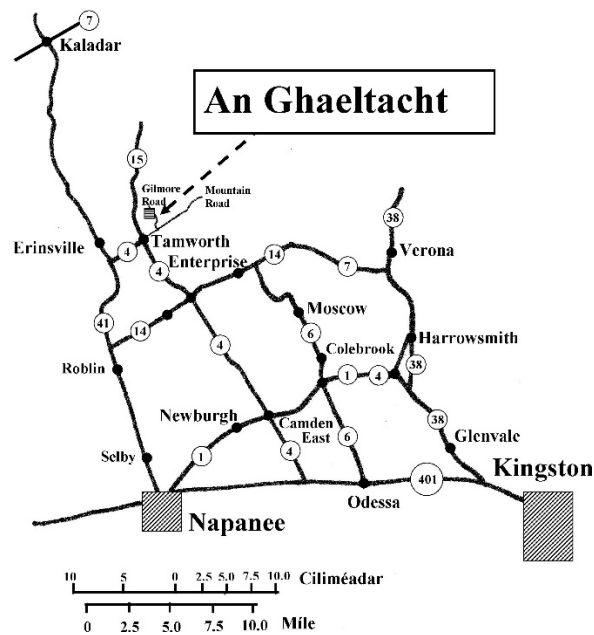 7
Kaladar
An Ghaeltacht
15
Gilmore
Road
Mountain
Road
38
Erinsville
4
Tamworth
Verona
Enterprise
14
4
7
Moscow
41
14
6
Harrowsmith
4
Colebrook
Roblin
1
4
38
Newburgh
Camden
East
38
Selby
1
4
6
Glenvale
Kingston
401
Odessa
Napanee
10 5 0 2.5 5.0 7.5 10.0 Ciliméadar
0 2.5 5.0 7.5 10.0 Míle